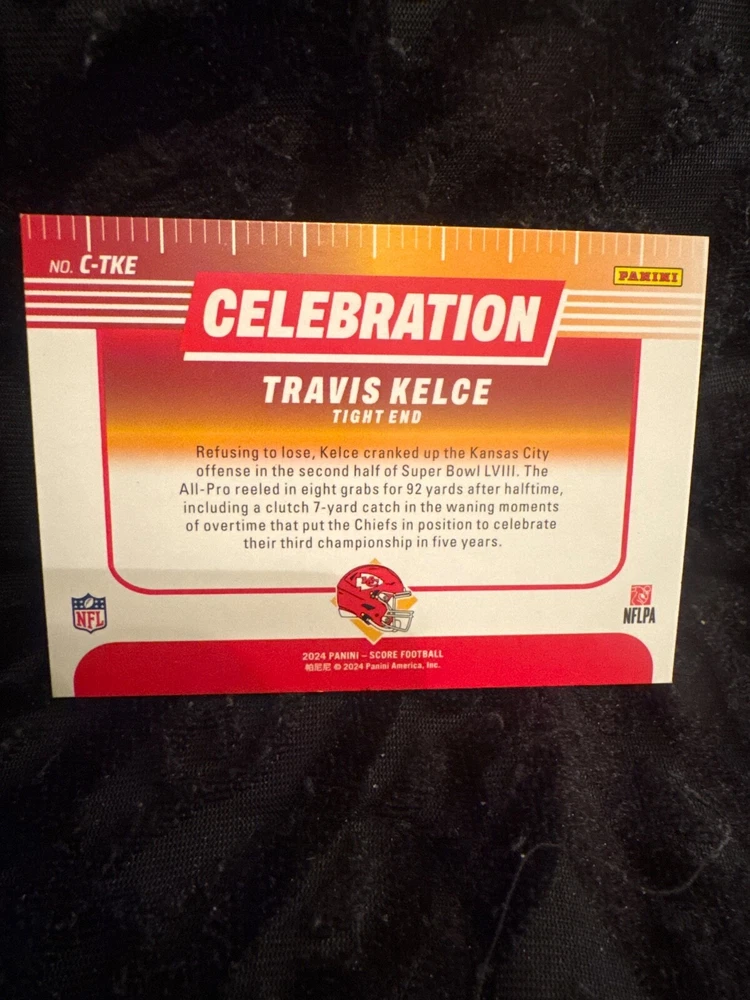 NO. C-TKE
PANINI
CELEBRATION
TRAVIS KELCE
TIGHT END
Refusing to lose, Kelce cranked up the Kansas City
offense in the second half of Super Bowl LVIII. The
All-Pro reeled in eight grabs for 92 yards after halftime,
including a clutch 7-yard catch in the waning moments
of overtime that put the Chiefs in position to celebrate
their third championship in five years.
KC
NFL
NFLPA
2024 PANINI – SCORE FOOTBALL
帕尼尼 © 2024 Panini America, Inc.